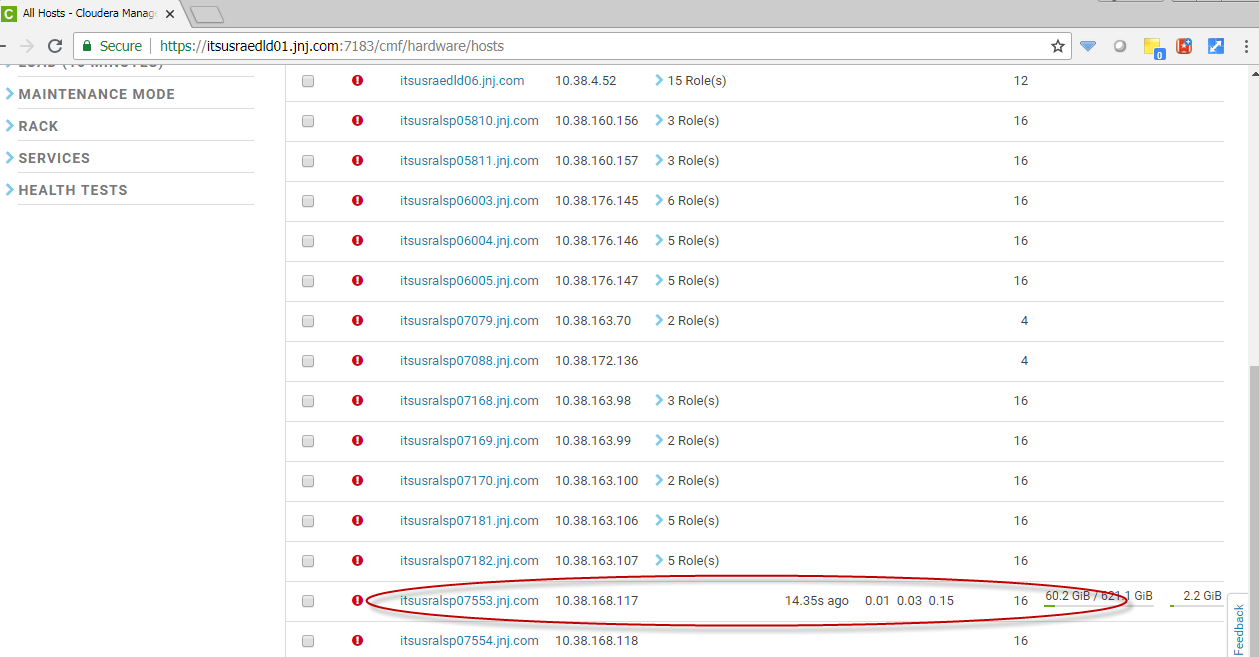 All Hosts - Cloudera Manag
Secure https://itsusraedld01.jnj.com:7183/cmf/hardware/hosts
0
LOAD (15 MINUTES)
MAINTENANCE MODE
RACK
SERVICES
HEALTH TESTS
itsusraedld06.jnj.com 10.38.4.52 15 Role(s) 12
itsusralsp05810.jnj.com 10.38.160.156 3 Role(s) 16
itsusralsp05811.jnj.com 10.38.160.157 3 Role(s) 16
itsusralsp06003.jnj.com 10.38.176.145 6 Role(s) 16
itsusralsp06004.jnj.com 10.38.176.146 5 Role(s) 16
itsusralsp06005.jnj.com 10.38.176.147 5 Role(s) 16
itsusralsp07079.jnj.com 10.38.163.70 2 Role(s) 4
itsusralsp07088.jnj.com 10.38.172.136 4
itsusralsp07168.jnj.com 10.38.163.98 3 Role(s) 16
itsusralsp07169.jnj.com 10.38.163.99 2 Role(s) 16
itsusralsp07170.jnj.com 10.38.163.100 2 Role(s) 16
itsusralsp07181.jnj.com 10.38.163.106 5 Role(s) 16
itsusralsp07182.jnj.com 10.38.163.107 5 Role(s) 16
itsusralsp07553.jnj.com 10.38.168.117 14.35s ago 0.01 0.03 0.15 16 60.2 GiB / 621.1 GiB 2.2 GiB
itsusralsp07554.jnj.com 10.38.168.118 16
Feedback